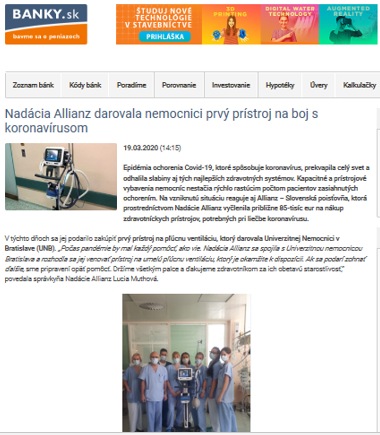 BANKY.sk
bavme sa o peniazoch
ŠTUDUJ NOVÉ
TECHNOLÓGIE
V STAVEBNÍCTVE
PRIHLÁŠKA
3D
PRINTING
DIGITAL WATER
TECHNOLOGY
AUGMENTED
REALITY
Zoznam bánk
Kódy bánk
Poradíme
Porovnanie
Investovanie
Hypotéky
Úvery
Kalkulačky
Nadácia Allianz darovala nemocnici prvý prístroj na boj s
koronavírusom
19.03.2020 (14:15)
Epidémia ochorenia Covid-19, ktoré spôsobuje koronavírus, prekvapila celý svet a
odhalila slabiny aj tých najlepších zdravotných systémov. Kapacitné a prístrojové
vybavenia nemocníc nestačia rýchlo rastúcim počtom pacientov zasiahnutých
ochorením. Na vzniknutú situáciu reaguje aj Allianz – Slovenská poisťovňa, ktorá
prostredníctvom Nadácie Allianz vyčlenila približne 85-tisíc eur na nákup
zdravotníckych prístrojov, potrebných pri liečbe koronavírusu.
V týchto dňoch sa jej podarilo zakúpiť prvý prístroj na pľúcnu ventiláciu, ktorý darovala Univerzitnej Nemocnici v
Bratislave (UNB). „Počas pandémie by mal každý pomôcť, ako vie. Nadácia Allianz sa spojila s Univerzitnou nemocnicou
Bratislava a rozhodla sa jej venovať prístroj na umelú pľúcnu ventiláciu, ktorý je okamžite k dispozícii. Ak sa podarí zohnať
ďalšie, sme pripravení opäť pomôcť. Držíme všetkým palce a ďakujeme zdravotníkom za ich obetavú starostlivosť,“
povedala správkyňa Nadácie Allianz Lucia Muthová.